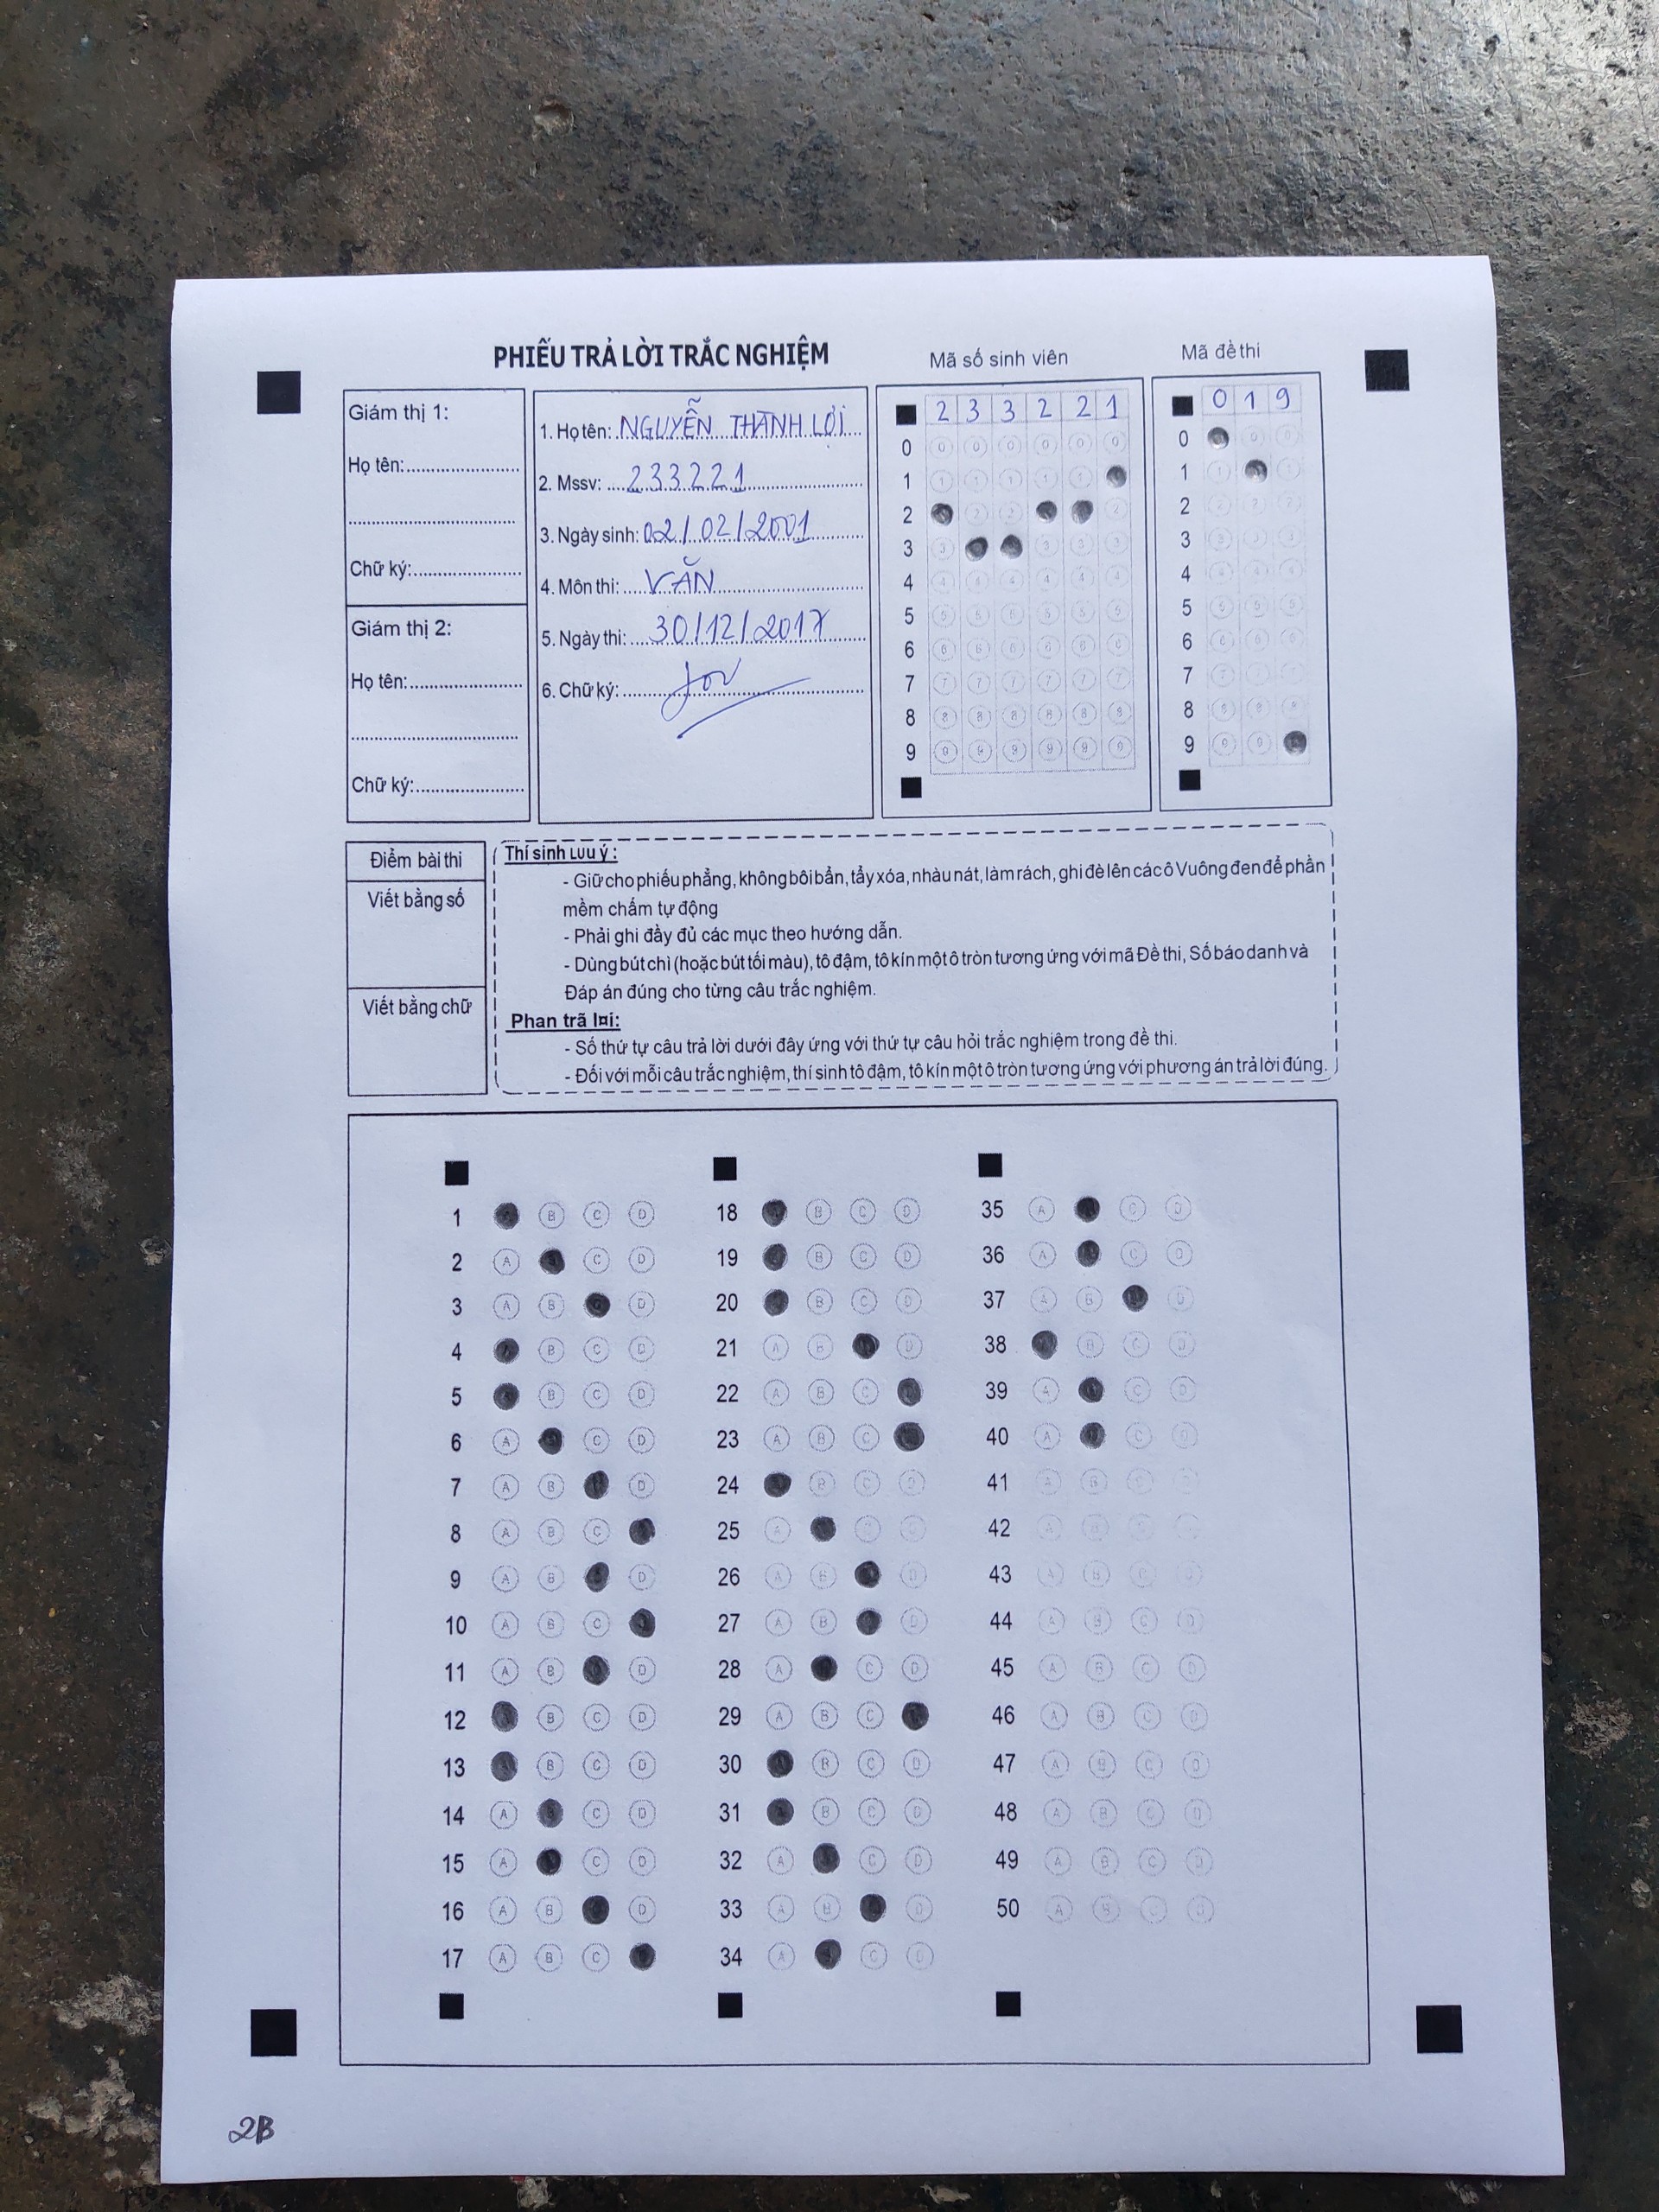 PHIẾU TRẢ LỜI TRẮC NGHIỆM
Mã số sinh viên
Mã đề thi
Giám thị 1:
Họ tên:
Chữ ký:
Giám thị 2:
Họ tên:
Chữ ký:
1. Họ tên: NGUYỄN THÀNH LỢI
2. Mssv: 233221
3. Ngày sinh: 02/02/2001
4. Môn thi: VĂN
5. Ngày thi: 30/12/2017
6. Chữ ký:
2 3 3 2 2 1
0 0 0 0 0 0 0
1 1 1 1 1 1
2 2 2 2
3 3 3 3 3
4 4 4 4 4 4 4
5 5 5 5 5 5 5
6 6 6 6 6 6 6
7 7 7 7 7 7 7
8 8 8 8 8 8 8
9 9 9 9 9 9 9
0 1 9
0 0 0
1 1 1
2 2 2 2
3 3 3 3
4 4 4 4
5 5 5 5
6 6 6 6
7 7 7 7
8 8 8 8
9 9 9
Điểm bài thi
Viết bằng số
Viết bằng chữ
Thí sinh Lưu ý :
- Giữ cho phiếu phẳng, không bôi bẩn, tẩy xóa, nhàu nát, làm rách, ghi đè lên các ô Vuông đen để phần
mềm chấm tự động
- Phải ghi đầy đủ các mục theo hướng dẫn.
- Dùng bút chì (hoặc bút tối màu), tô đậm, tô kín một ô tròn tương ứng với mã Đề thi, Số báo danh và
Đáp án đúng cho từng câu trắc nghiệm.
Phan trã l¤i:
- Số thứ tự câu trả lời dưới đây ứng với thứ tự câu hỏi trắc nghiệm trong đề thi.
- Đối với mỗi câu trắc nghiệm, thí sinh tô đậm, tô kín một ô tròn tương ứng với phương án trả lời đúng.
1 B C D
2 A C D
3 A B D
4 B C D
5 B C D
6 A C D
7 A B D
8 A B C
9 A B D
10 A B C
11 A B D
12 B C D
13 B C D
14 A C D
15 A C D
16 A B D
17 A B C
18 B C D
19 B C D
20 B C D
21 A B D
22 A B C
23 A B C
24 B C D
25 A C D
26 A B D
27 A B D
28 A C D
29 A B C
30 B C D
31 B C D
32 A C D
33 A B D
34 A C D
35 A C D
36 A C D
37 A B D
38 B C D
39 A C D
40 A C D
41 A B C D
42 A B C D
43 A B C D
44 A B C D
45 A B C D
46 A B C D
47 A B C D
48 A B C D
49 A B C D
50 A B C D
2B